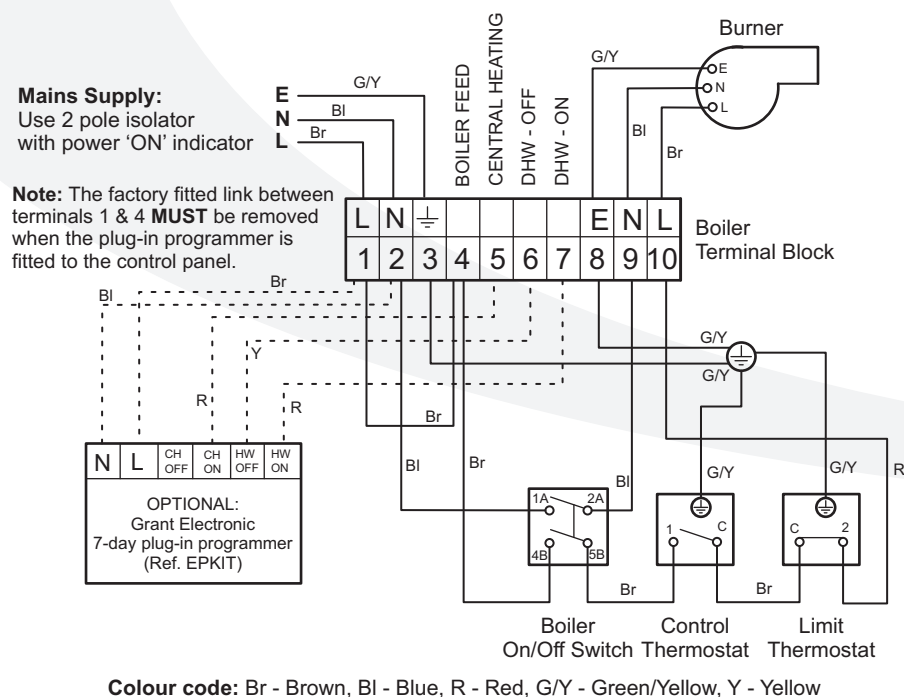 Burner
G/Y
E
N
L
Mains Supply:
Use 2 pole isolator
with power ‘ON’ indicator
E
N
L
G/Y
Bl
Br
BOILER FEED
CENTRAL HEATING
DHW - OFF
DHW - ON
Bl
Br
Note: The factory fitted link between
terminals 1 & 4 MUST be removed
when the plug-in programmer is
fitted to the control panel.
L N E N L
1 2 3 4 5 6 7 8 9 10
Boiler
Terminal Block
Br
Bl
Y
R
R
G/Y
G/Y
Br
Bl
Br
Bl
G/Y
G/Y
R
N L CH OFF CH ON HW OFF HW ON
OPTIONAL:
Grant Electronic
7-day plug-in programmer
(Ref. EPKIT)
1A 2A
4B 5B
1 C
C 2
Br
Br
Boiler
On/Off Switch
Control
Thermostat
Limit
Thermostat
Colour code: Br - Brown, Bl - Blue, R - Red, G/Y - Green/Yellow, Y - Yellow